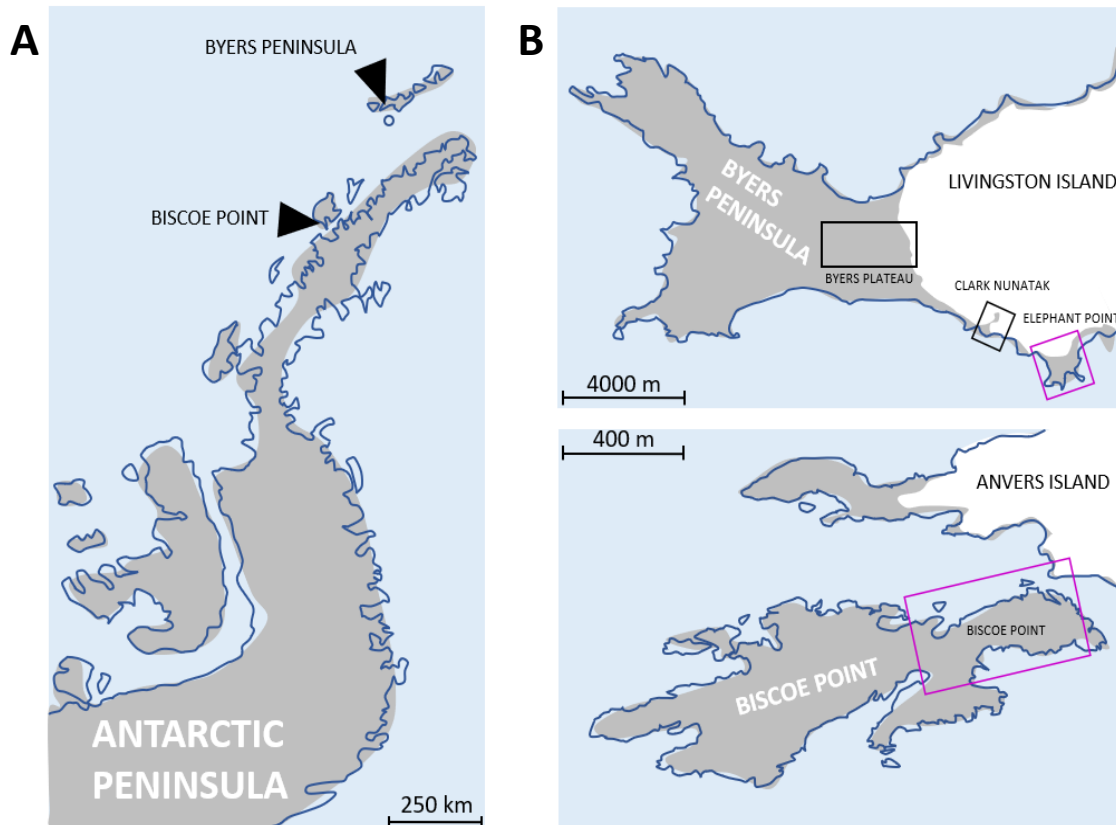 A
BYERS PENINSULA
BISCOE POINT
ANTARCTIC
PENINSULA
250 km
B
BYERS
PENINSULA
LIVINGSTON ISLAND
BYERS PLATEAU
CLARK NUNATAK
ELEPHANT POINT
4000 m
400 m
ANVERS ISLAND
BISCOE POINT
BISCOE POINT